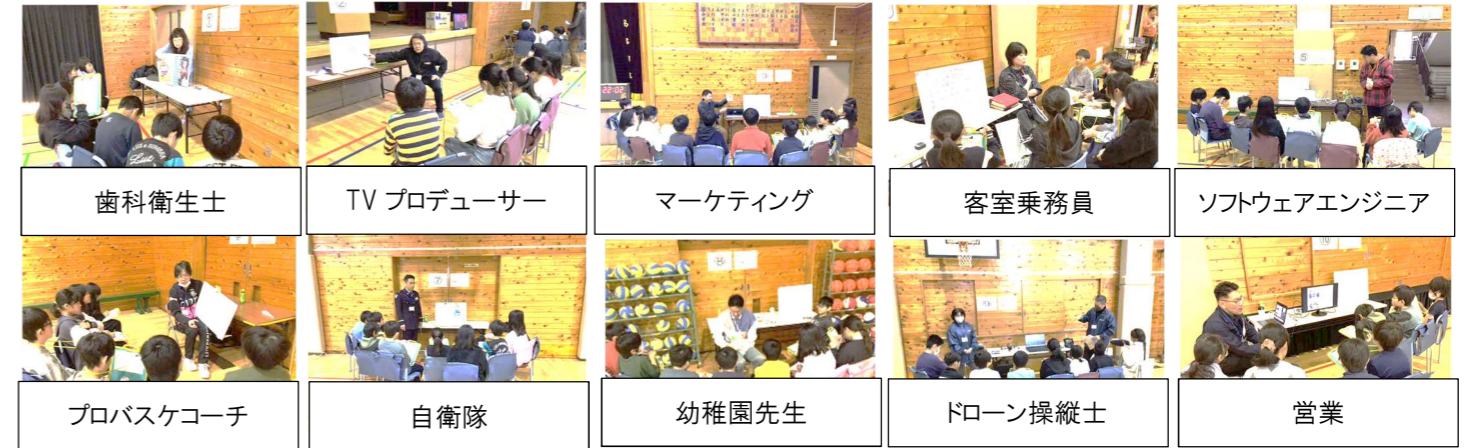 歯科衛生士
TV プロデューサー
マーケティング
客室乗務員
ソフトウェアエンジニア
プロバスケコーチ
自衛隊
幼稚園先生
ドローン操縦士
営業